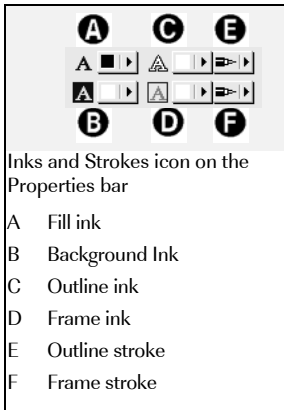 A C E
A A
A A
B D F
Inks and Strokes icon on the
Properties bar
A Fill ink
B Background Ink
C Outline ink
D Frame ink
E Outline stroke
F Frame stroke